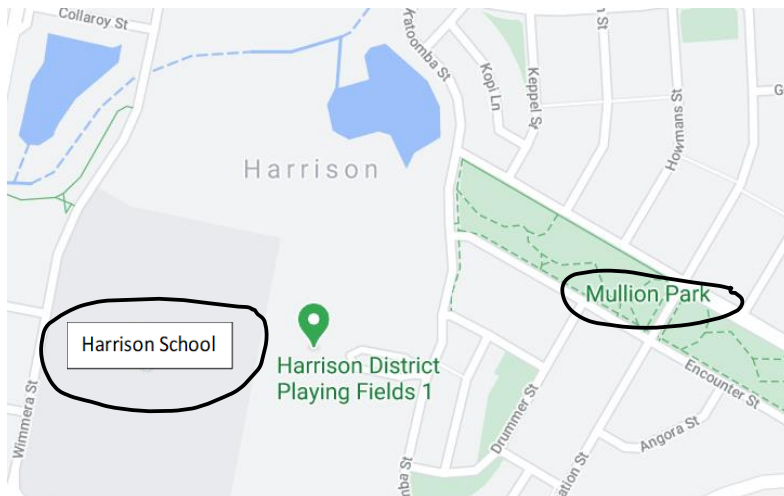 Collaroy St
Katoomba St
Kopi Ln
Keppel St
Howmans St
Harrison
Mullion Park
Harrison School
Harrison District
Playing Fields 1
Wimmera St
Drummer St
Encounter St
Angora St